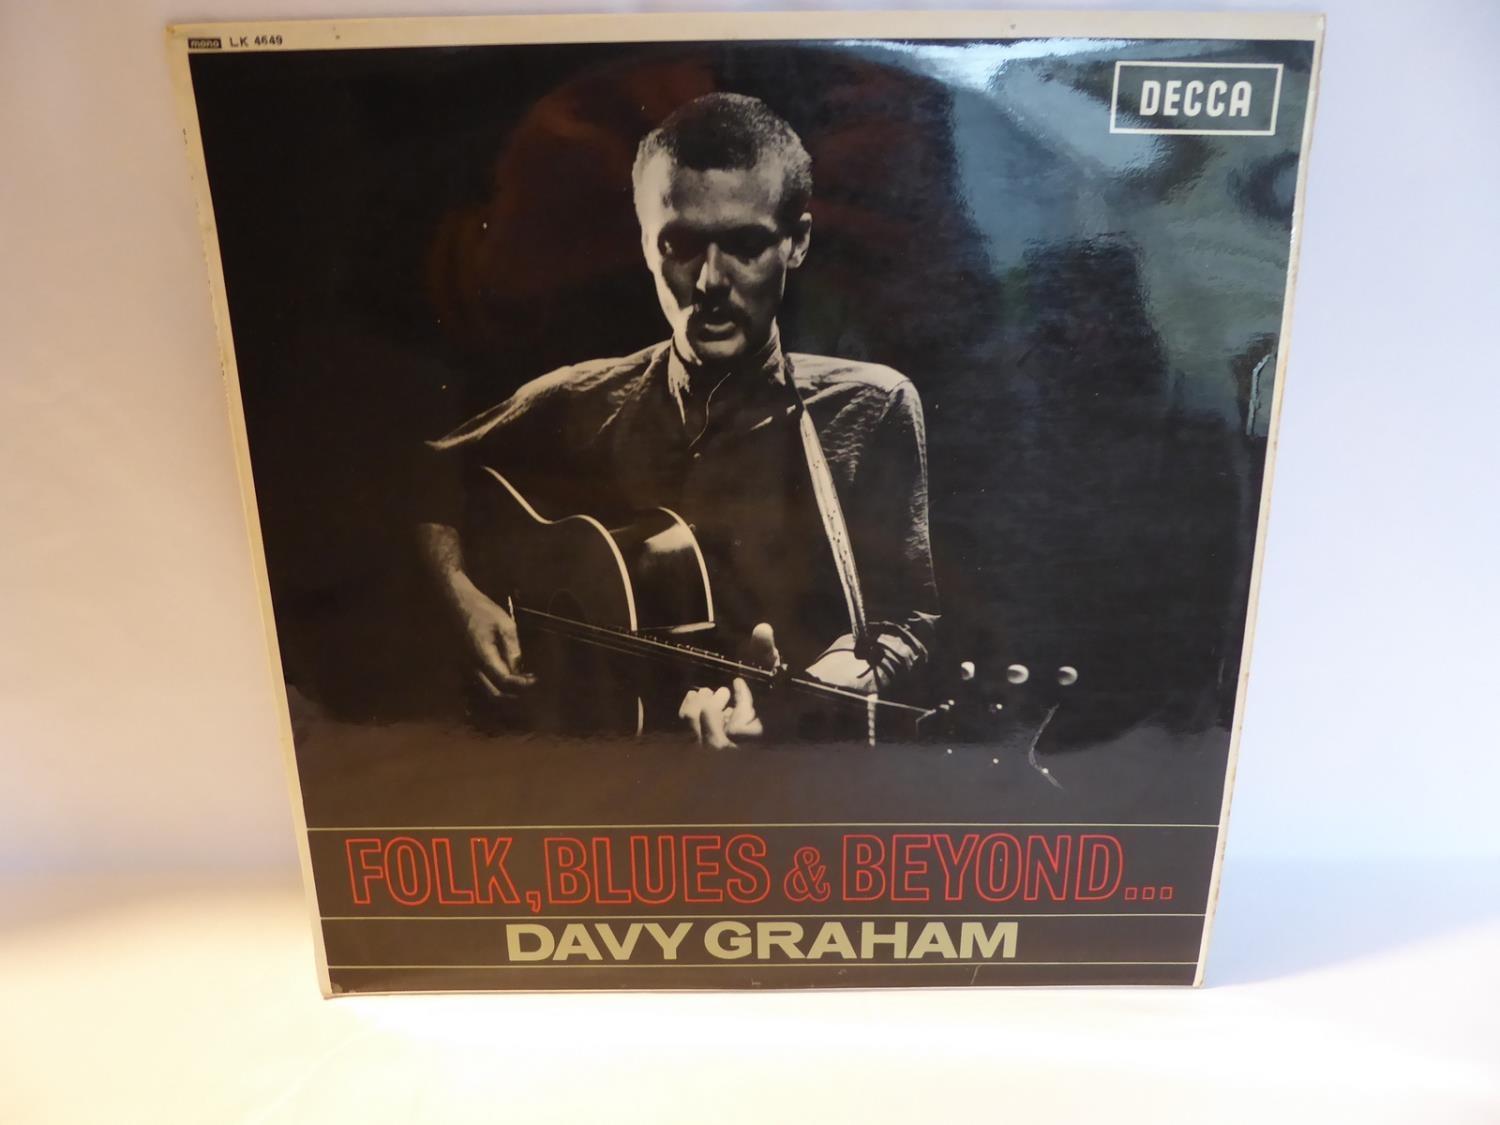 mono LK 4649
DECCA
FOLK, BLUES & BEYOND...
DAVY GRAHAM